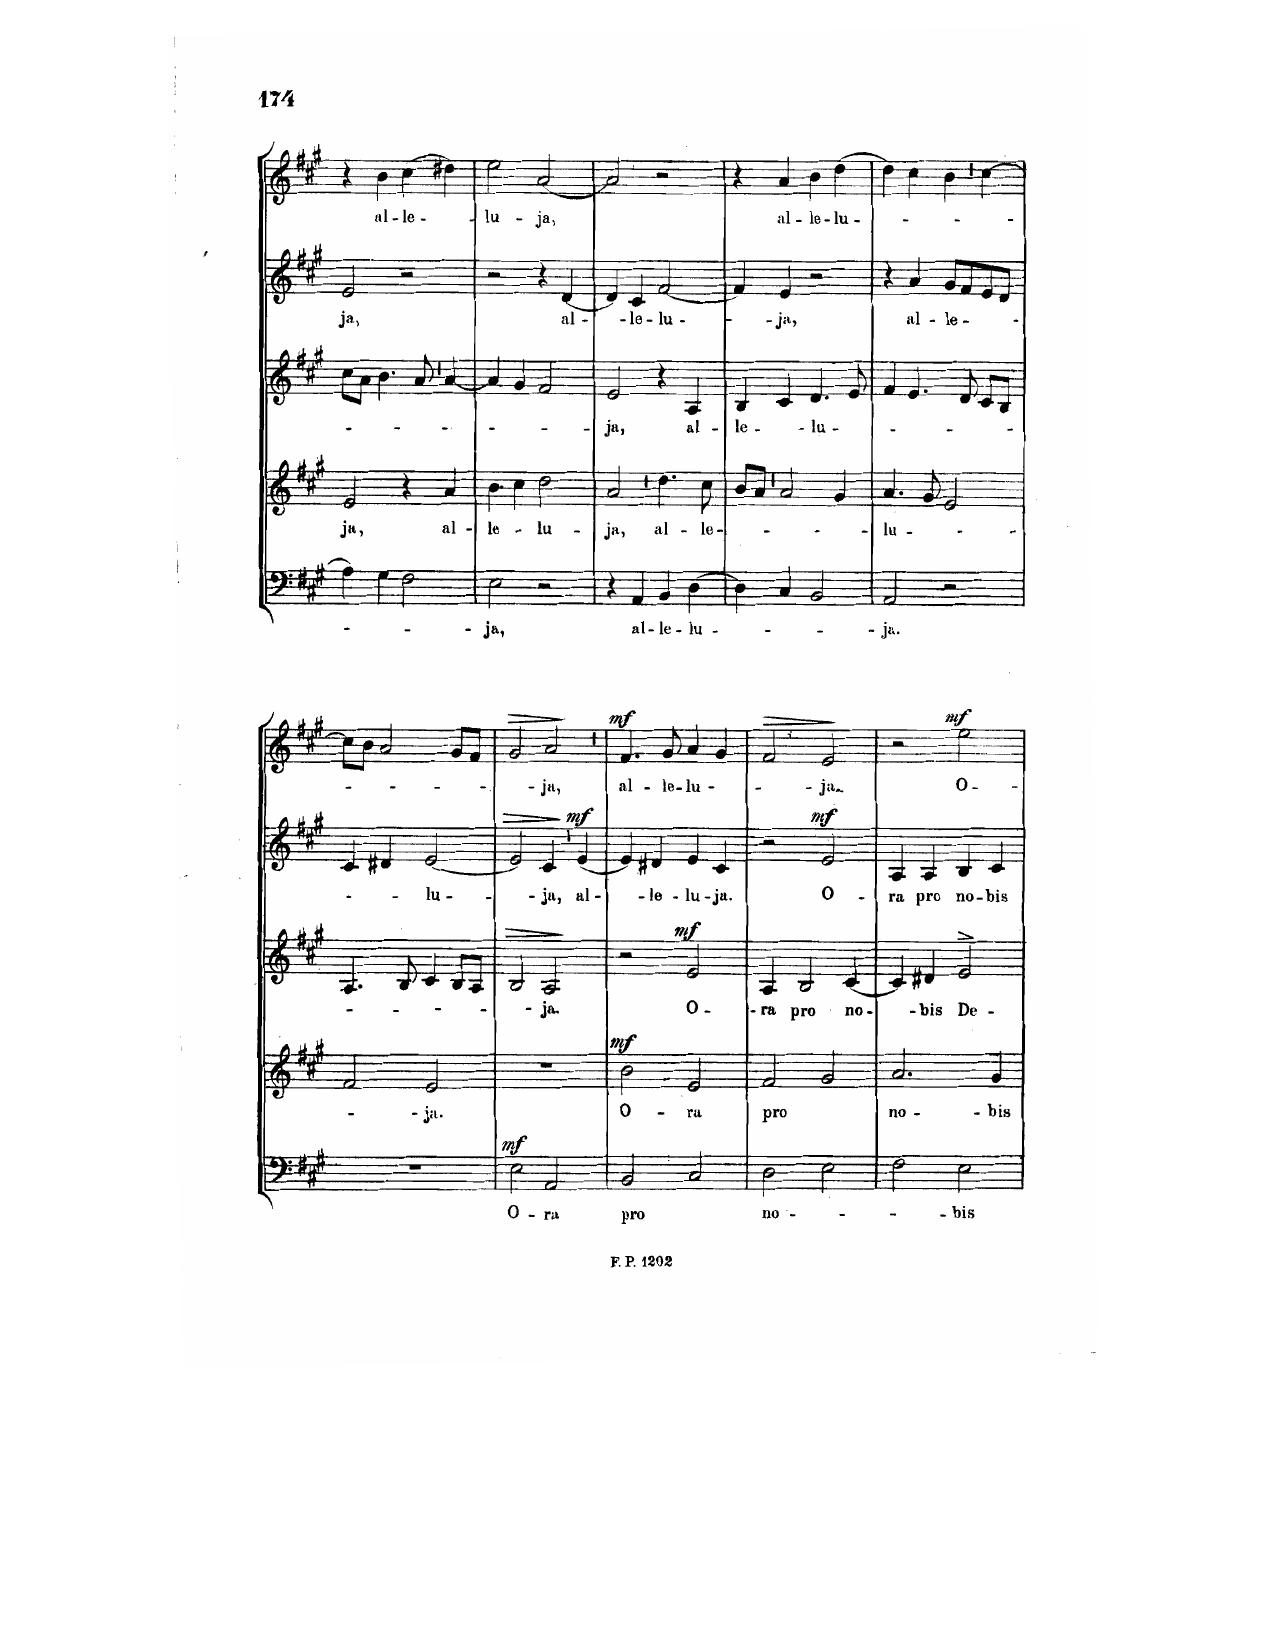 174
al-le- -lu - ja, al-le-lu- - - - -
ja, al- -le-lu- -ja, al - le- -
- - - - - - ja, al - le - -lu- - - - -
ja, al - le - lu - ja, al - le- - - - lu- - -
- - -ja, al-le-lu- - - -ja.
mf mf
- - - - - -ja, al - le-lu- - -ja. O- -
mf mf
- - lu- - -ja, al- -le - lu-ja. O - ra pro no-bis
mf
- - - - -ja. O- -ra pro no- -bis De -
mf
- -ja. O - ra pro no- -bis
mf
O - ra pro no- - - -bis
F. P. 1202